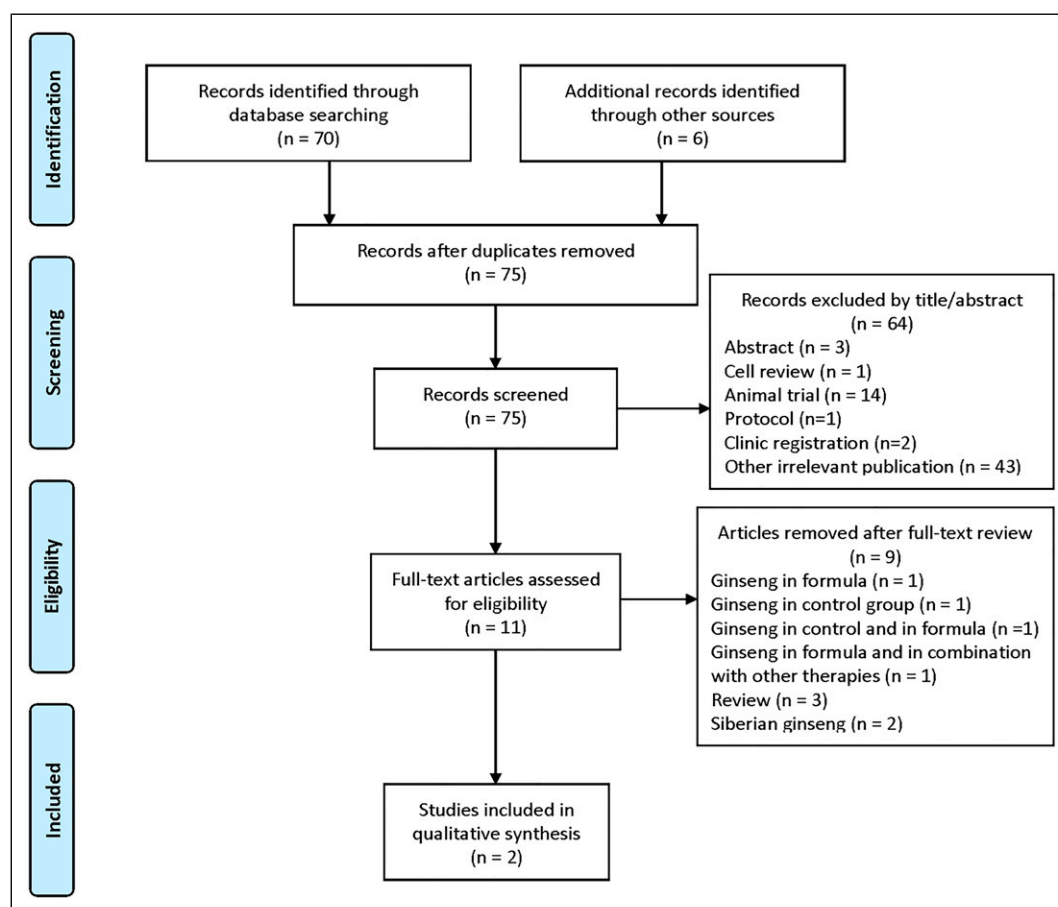 Identification
Records identified through
database searching
(n = 70)
Additional records identified
through other sources
(n = 6)
Records after duplicates removed
(n = 75)
Screening
Records screened
(n = 75)
Records excluded by title/abstract
(n = 64)
Abstract (n = 3)
Cell review (n = 1)
Animal trial (n = 14)
Protocol (n=1)
Clinic registration (n=2)
Other irrelevant publication (n = 43)
Eligibility
Full-text articles assessed
for eligibility
(n = 11)
Articles removed after full-text review
(n = 9)
Ginseng in formula (n = 1)
Ginseng in control group (n = 1)
Ginseng in control and in formula (n =1)
Ginseng in formula and in combination
with other therapies (n = 1)
Review (n = 3)
Siberian ginseng (n = 2)
Included
Studies included in
qualitative synthesis
(n = 2)